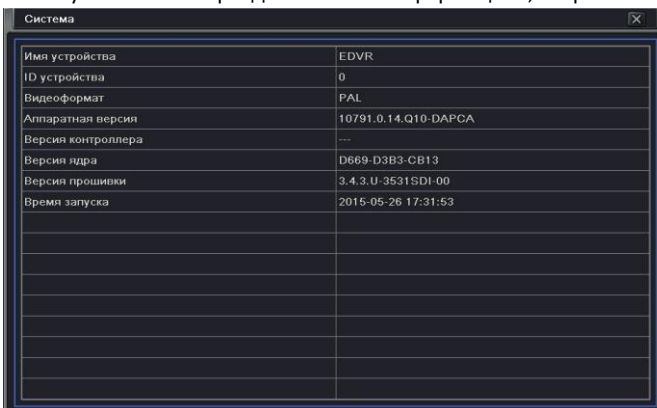 Система
Имя устройства EDVR
ID устройства 0
Видеоформат PAL
Аппаратная версия 10791.0.14.Q10-DAPCA
Версия контроллера ---
Версия ядра D669-D3B3-CB13
Версия прошивки 3.4.3.U-3531SDI-00
Время запуска 2015-05-26 17:31:53